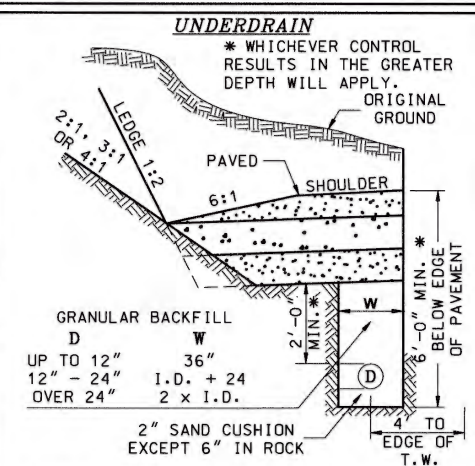 UNDERDRAIN
* WHICHEVER CONTROL
RESULTS IN THE GREATER
DEPTH WILL APPLY.
ORIGINAL
GROUND
2:1, 3:1
OR 4:1
LEDGE 1:2
PAVED
SHOULDER
6:1
6'-0" MIN. *
BELOW EDGE
OF PAVEMENT
2'-0"
MIN. *
W
D
GRANULAR BACKFILL
D W
UP TO 12" 36"
12" - 24" I.D. + 24
OVER 24" 2 x I.D.
2" SAND CUSHION
EXCEPT 6" IN ROCK
4' TO
EDGE OF
T.W.